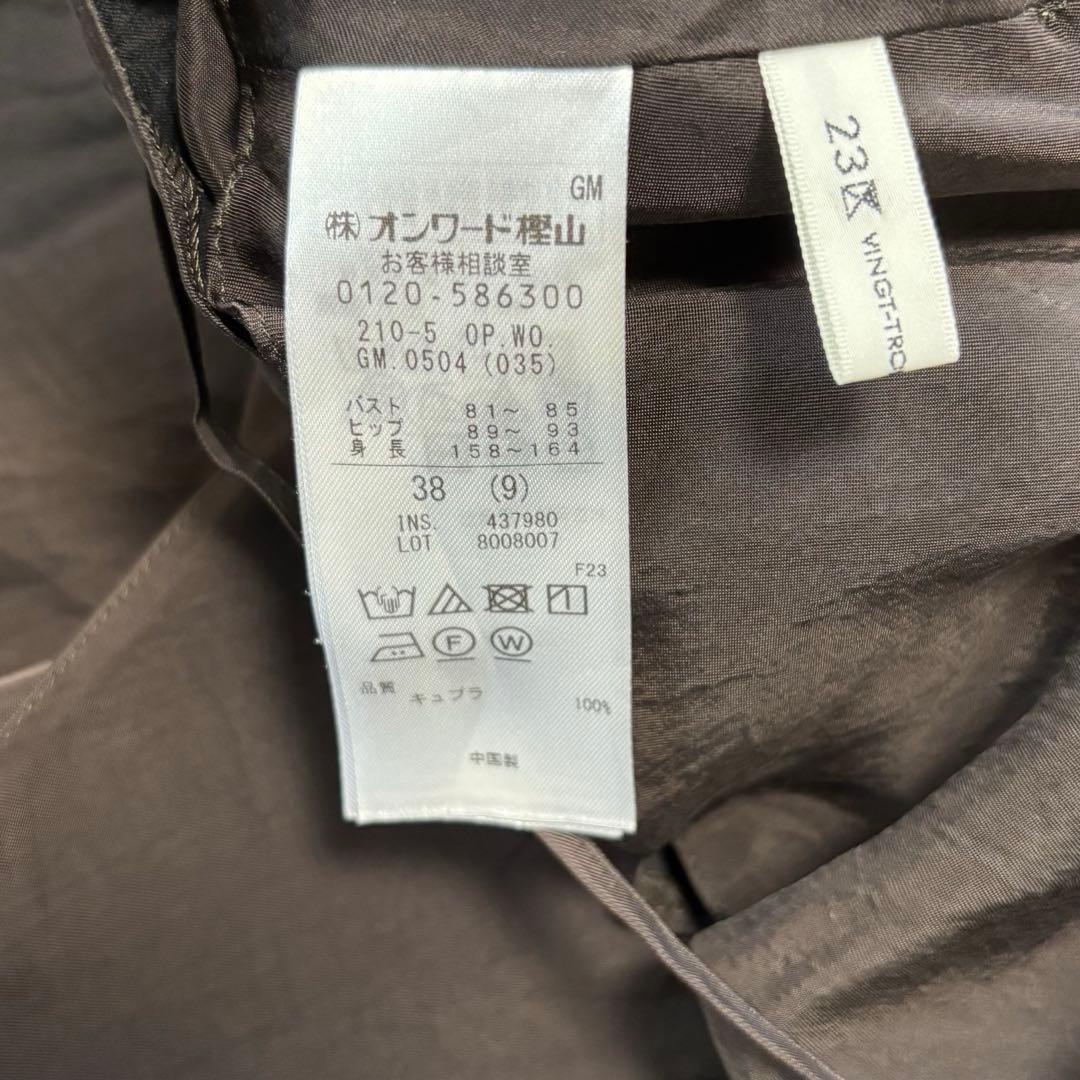 GM
㈱オンワード樫山
お客様相談室
0120-586300
210-5 OP.WO.
GM.0504 (035)
バスト 81～ 85
ヒップ 89～ 93
身長 158～164
38 (9)
INS. 437980
LOT 8008007
F23
F W
品質 キュプラ 100%
中国製
23区 VINGT-TRO